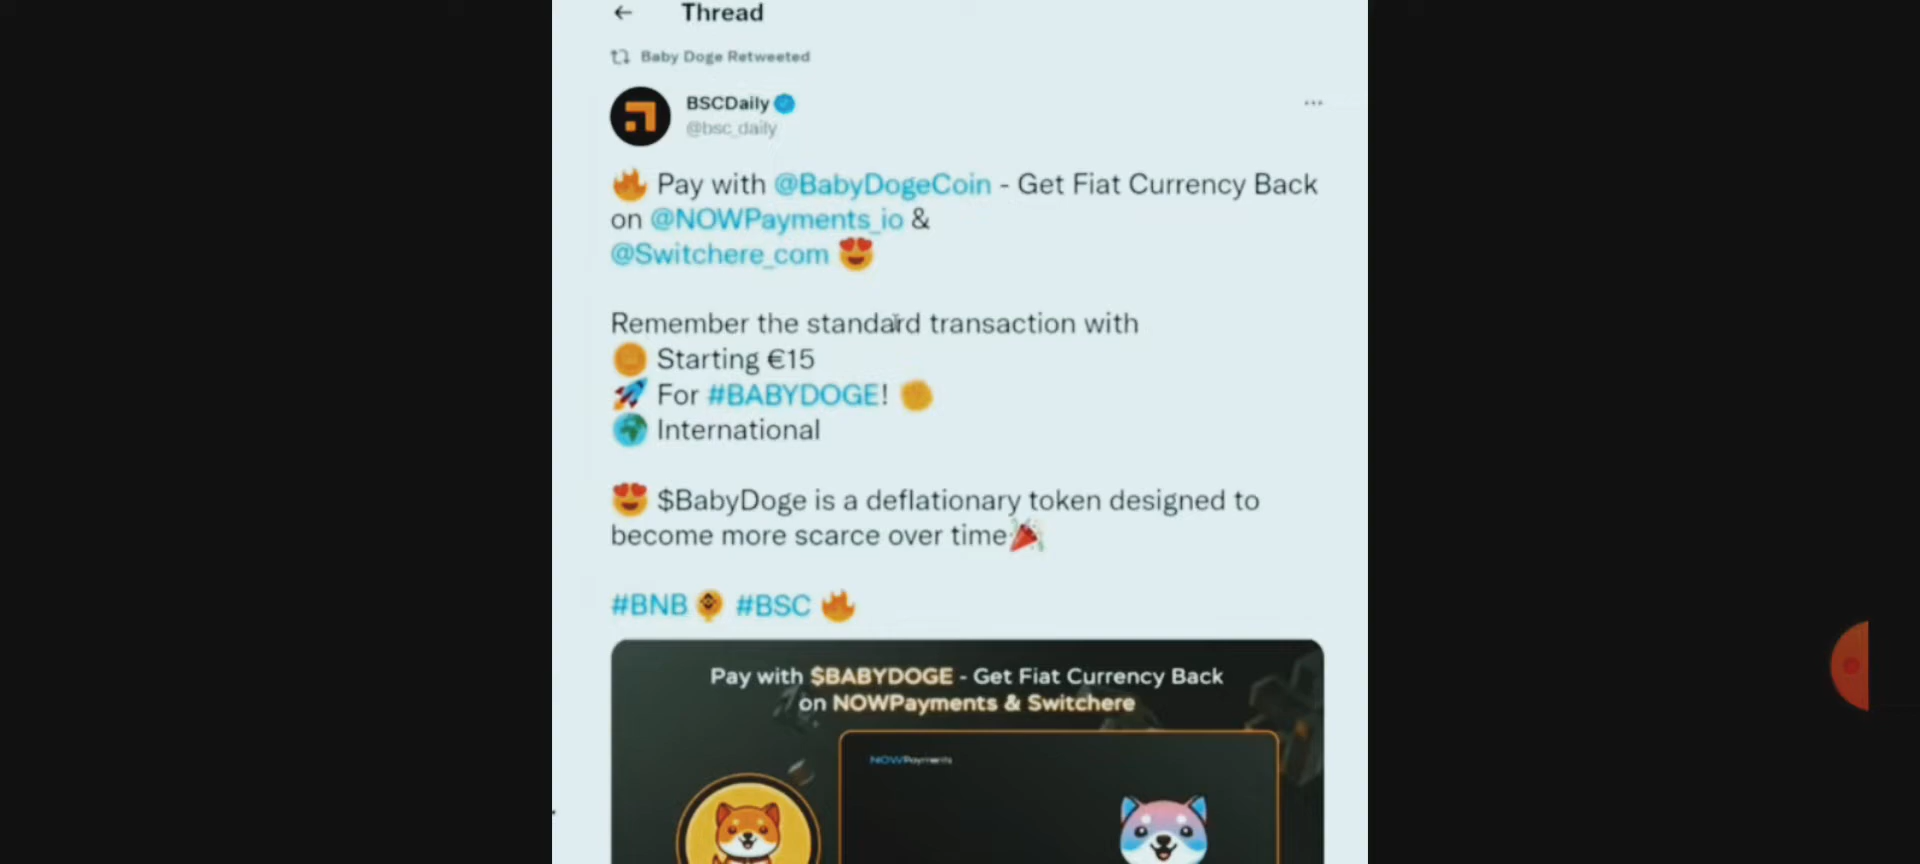 Thread
Baby Doge Retweeted
BSCDaily
@bsc_daily
Pay with @BabyDogeCoin - Get Fiat Currency Back
on @NOWPayments_io &
@Switchere_com
Remember the standard transaction with
Starting €15
For #BABYDOGE!
International
$BabyDoge is a deflationary token designed to
become more scarce over time
#BNB #BSC
Pay with $BABYDOGE - Get Fiat Currency Back
on NOWPayments & Switchere
NOWPayments